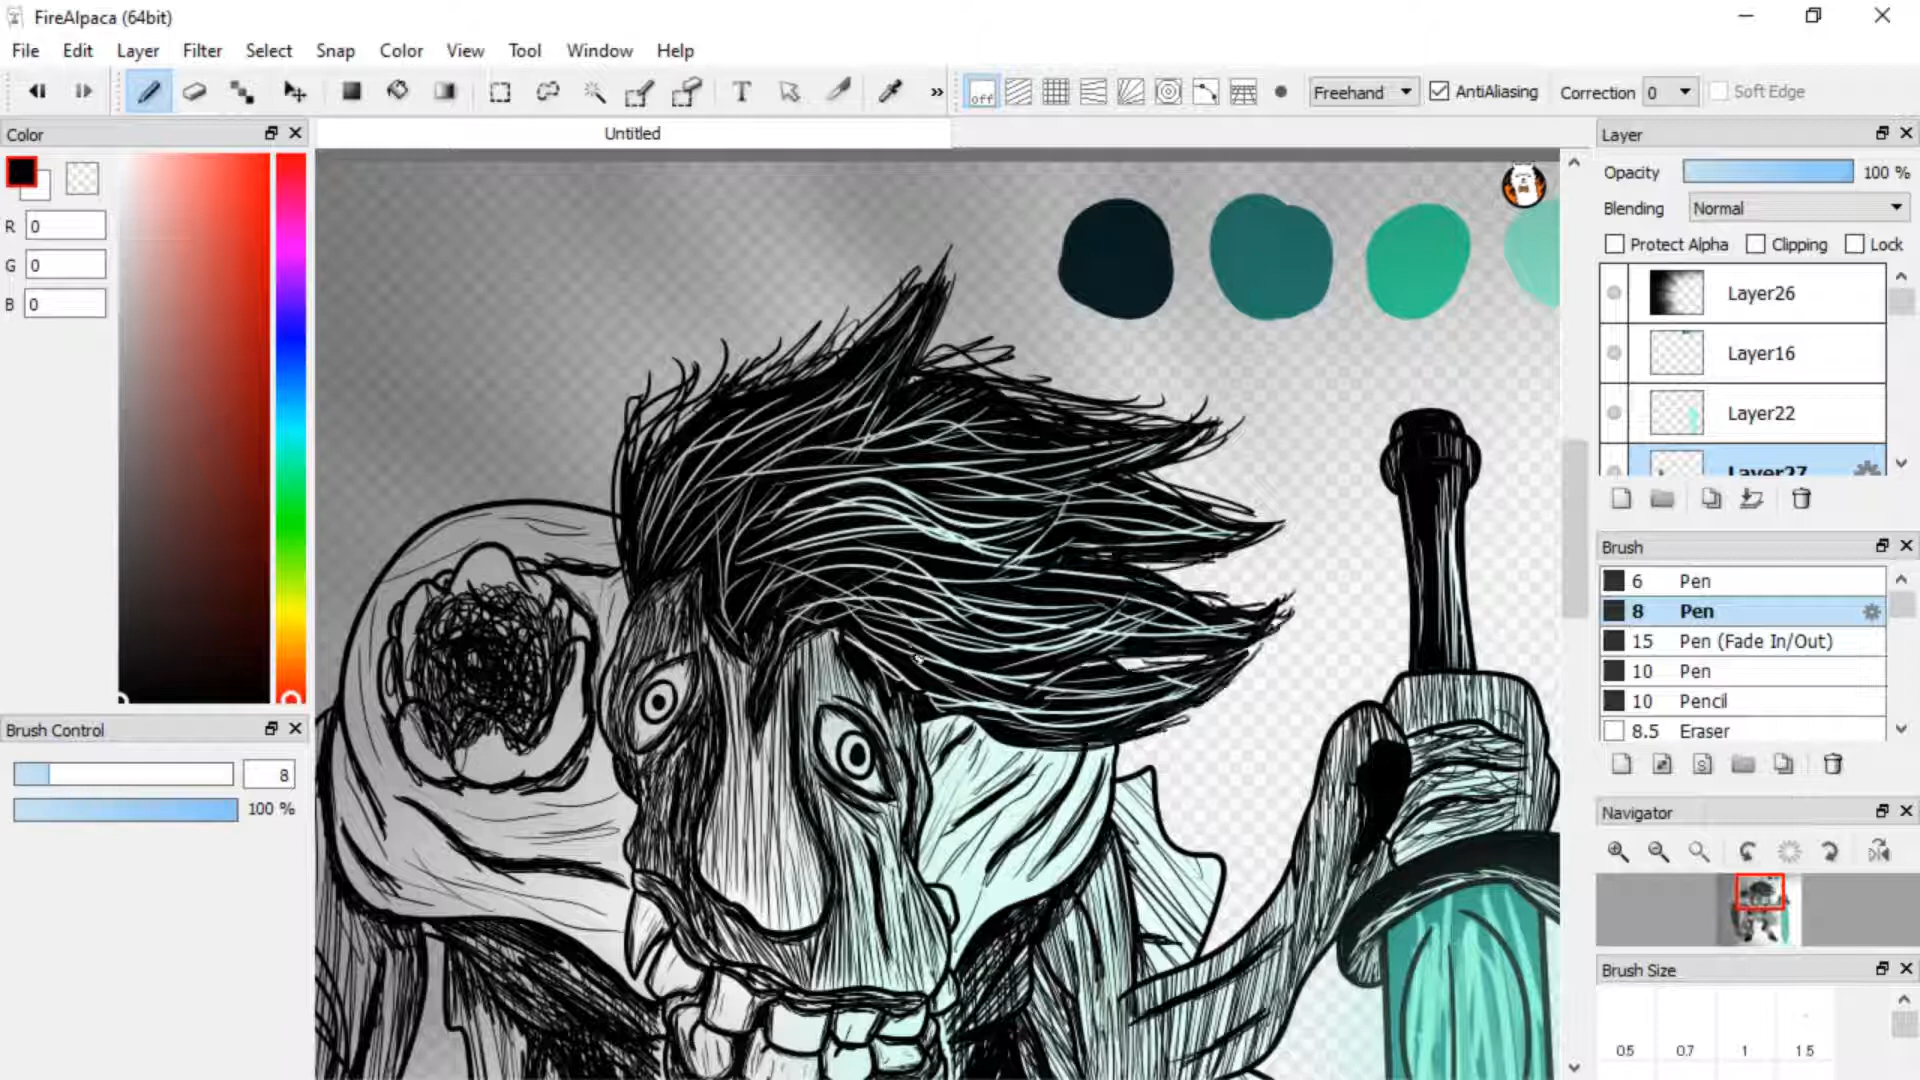 FireAlpaca (64bit)
File Edit Layer Filter Select Snap Color View Tool Window Help
off Freehand AntiAliasing Correction 0 Soft Edge
Color
Untitled
Layer
R 0
G 0
B 0
Opacity 100 %
Blending Normal
Protect Alpha Clipping Lock
Layer26
Layer16
Layer22
Layer27
Brush
6 Pen
8 Pen
15 Pen (Fade In/Out)
10 Pen
10 Pencil
8.5 Eraser
Brush Control
8
100 %
Navigator
Brush Size
0.5 0.7 1 1.5